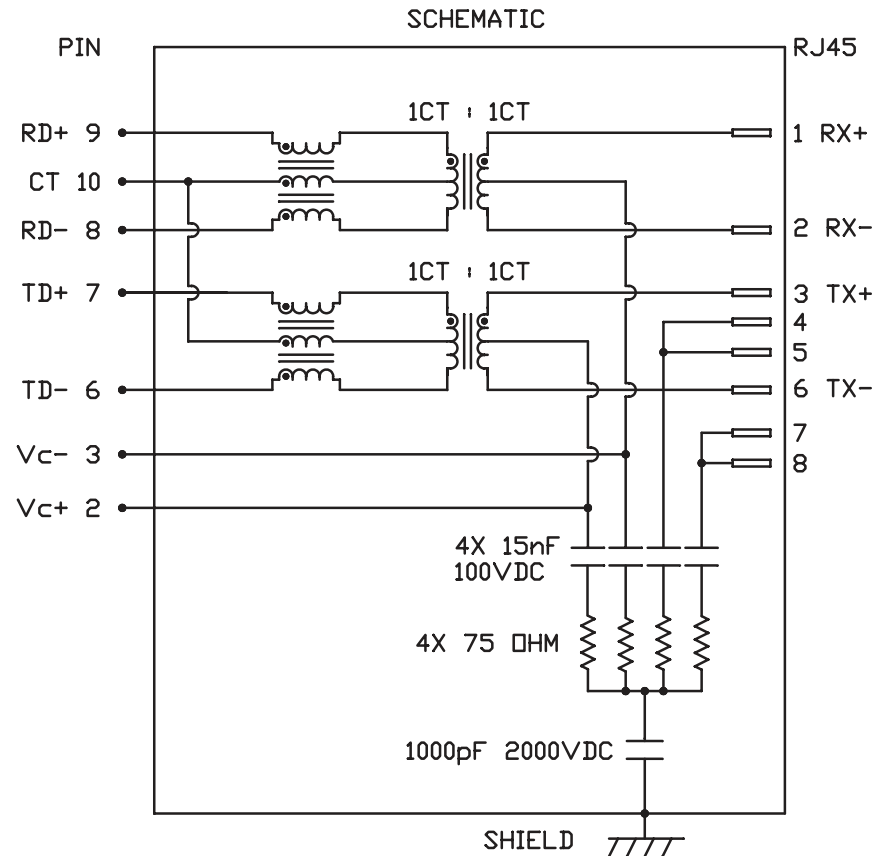 SCHEMATIC
PIN
RJ45
1CT : 1CT
RD+ 9
1 RX+
CT 10
RD- 8
2 RX-
1CT : 1CT
TD+ 7
3 TX+
4
5
TD- 6
6 TX-
7
Vc- 3
8
Vc+ 2
4X 15nF
100VDC
4X 75 OHM
1000pF 2000VDC
SHIELD